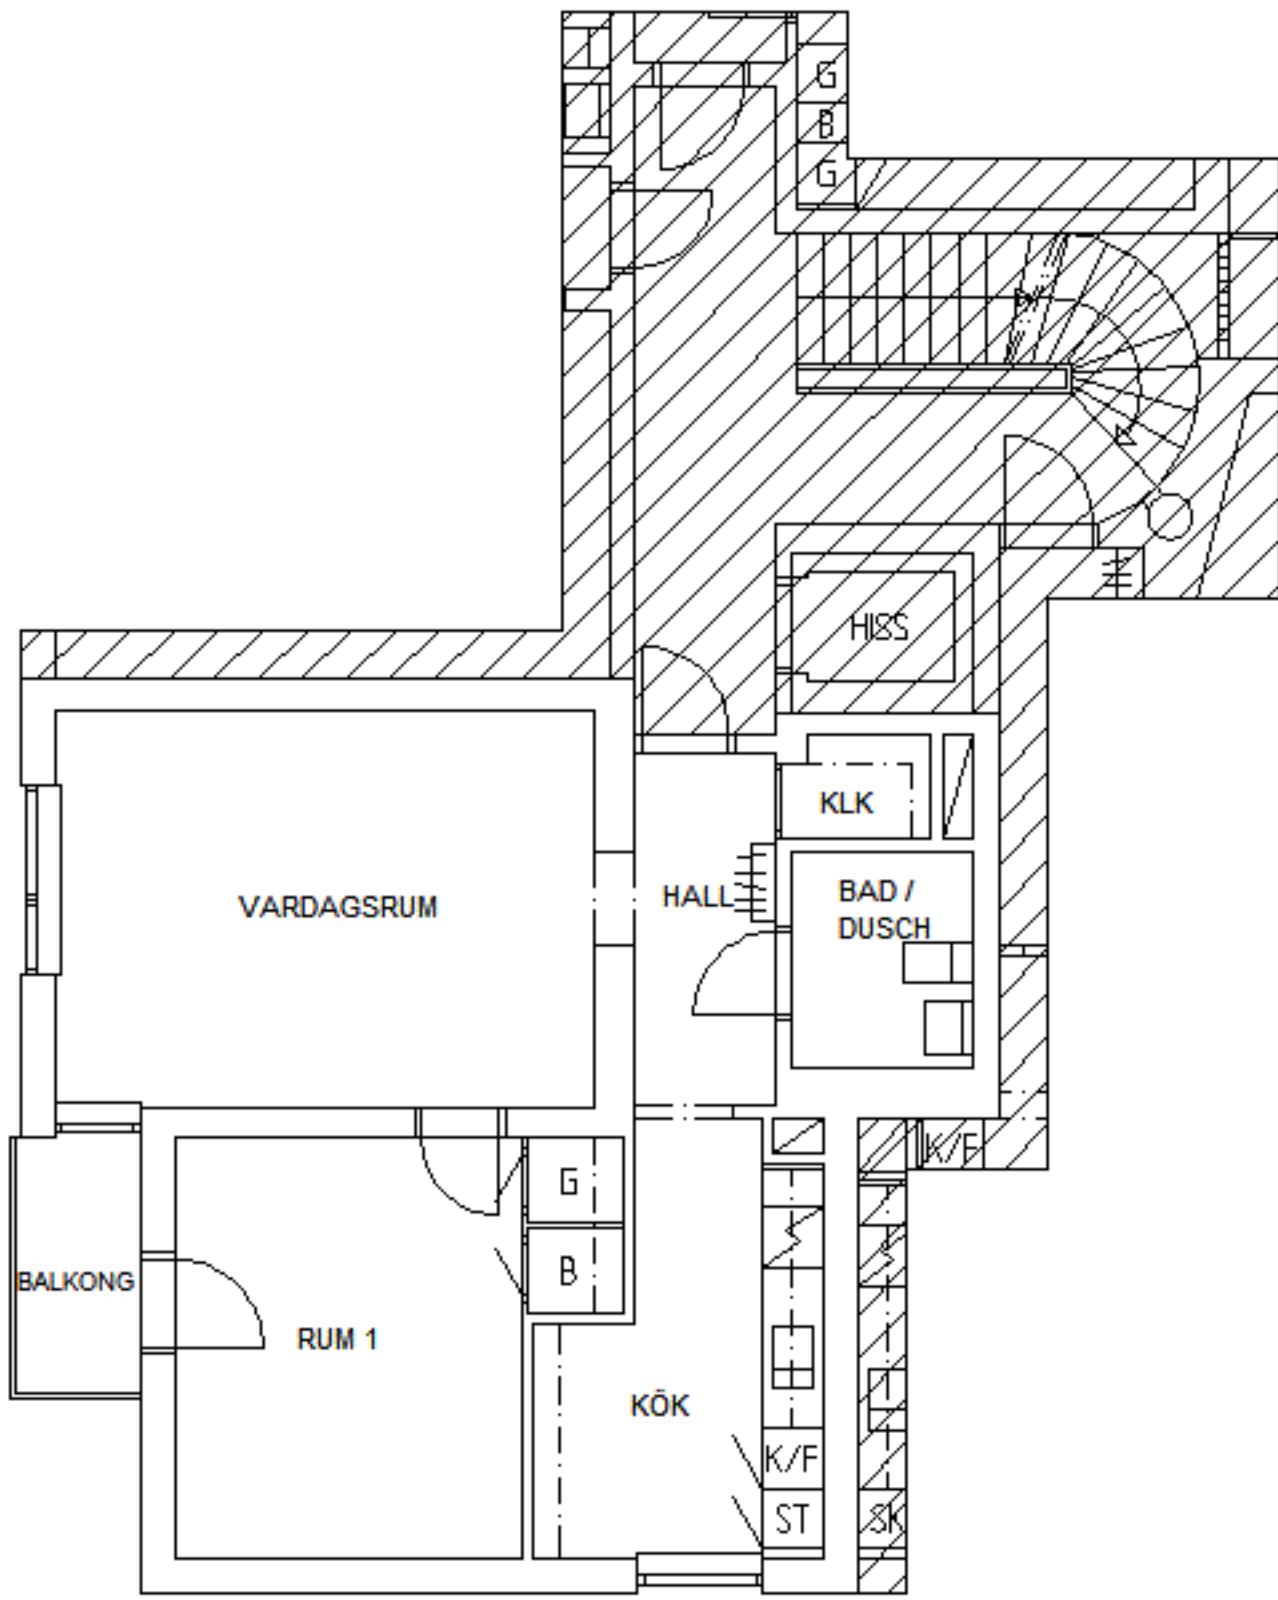 G
B
G
HISS
KLK
VARDAGSRUM
HALL
BAD /
DUSCH
K/F
G
B
BALKONG
RUM 1
KÖK
K/F
ST
SK